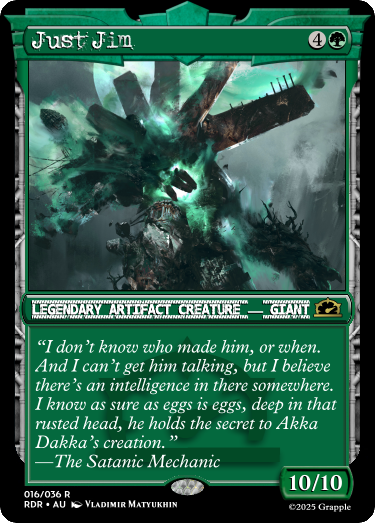 Just Jim 4
Legendary Artifact Creature — Giant
“I don't know who made him, or when.
And I can't get him talking, but I believe
there's an intelligence in there somewhere.
I know as sure as eggs is eggs, deep in that
rusted head, he holds the secret to Akka
Dakka's creation.”
—The Satanic Mechanic
10/10
016/036 R
RDR • AU Vladimir Matyukhin
©2025 Grapple